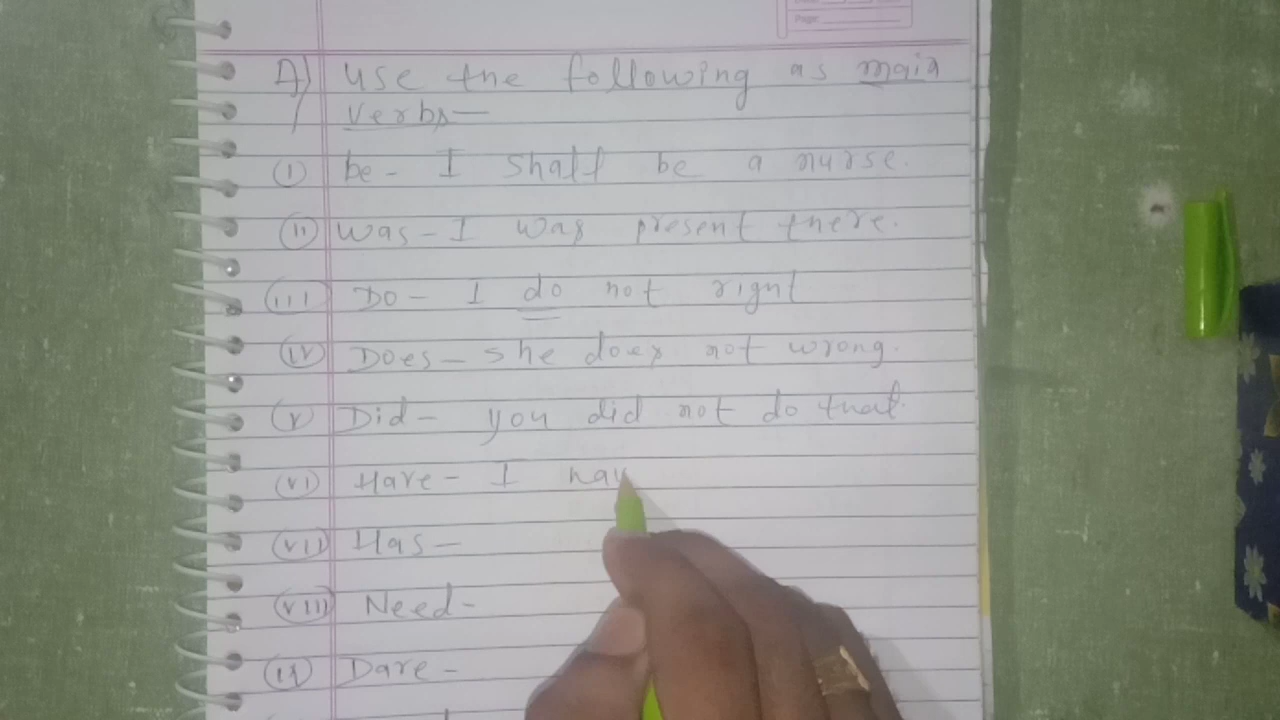 Page:
A) Use the following as main
verbs—
(i) be- I shall be a nurse.
(ii) Was- I was present there.
(iii) Do- I do not right
(iv) Does- she does not wrong.
(v) Did- you did not do that.
(vi) Have- I hav
(vii) Has-
(viii) Need-
(ix) Dare-